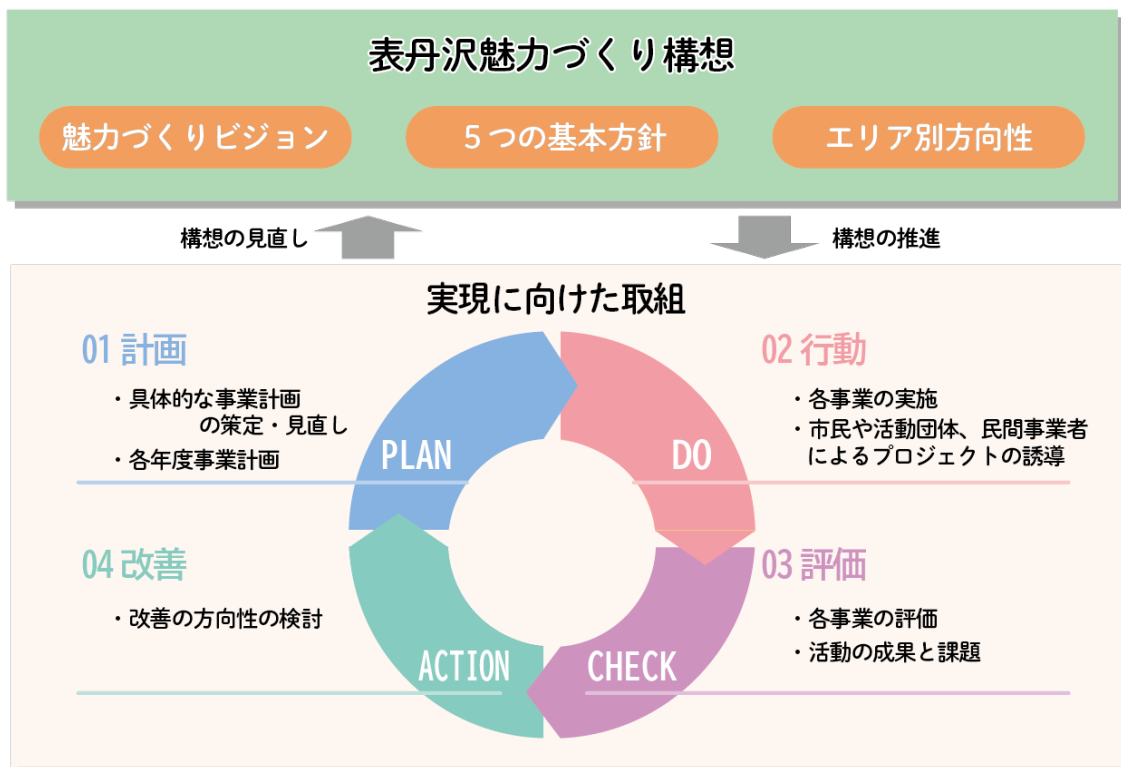 表丹沢魅力づくり構想
魅力づくりビジョン
５つの基本方針
エリア別方向性
構想の見直し
構想の推進
実現に向けた取組
01 計画
・具体的な事業計画
の策定・見直し
・各年度事業計画
PLAN
02 行動
・各事業の実施
・市民や活動団体、民間事業者
によるプロジェクトの誘導
DO
03 評価
・各事業の評価
・活動の成果と課題
CHECK
04 改善
・改善の方向性の検討
ACTION